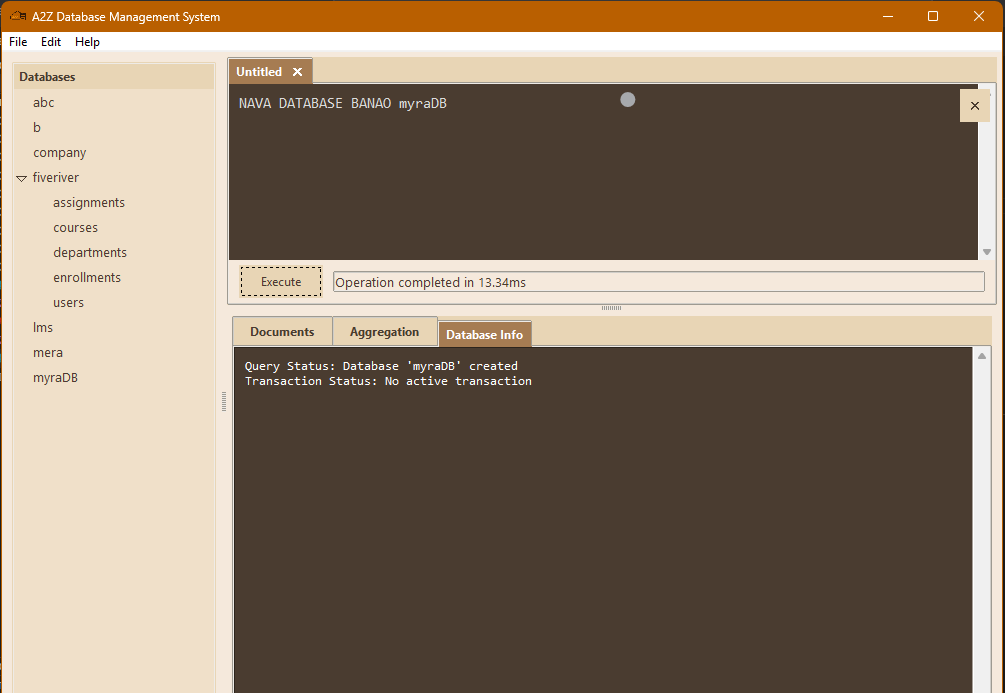 A2Z Database Management System
File Edit Help
Databases
abc
b
company
fiveriver
assignments
courses
departments
enrollments
users
lms
mera
myraDB
Untitled
NAVA DATABASE BANAO myraDB
Execute
Operation completed in 13.34ms
Documents Aggregation Database Info
Query Status: Database 'myraDB' created
Transaction Status: No active transaction